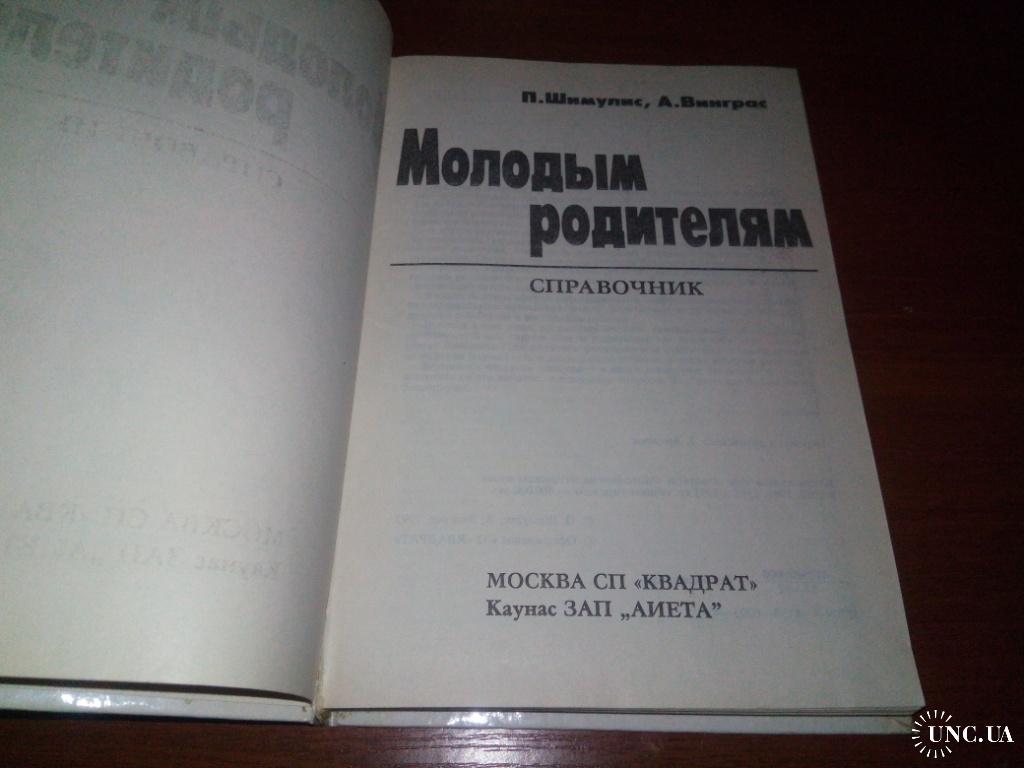 П.Шимулис, А.Винграс
Молодым
родителям
СПРАВОЧНИК
МОСКВА СП «КВАДРАТ»
Каунас ЗАП „АИЕТА”
UNC.UA